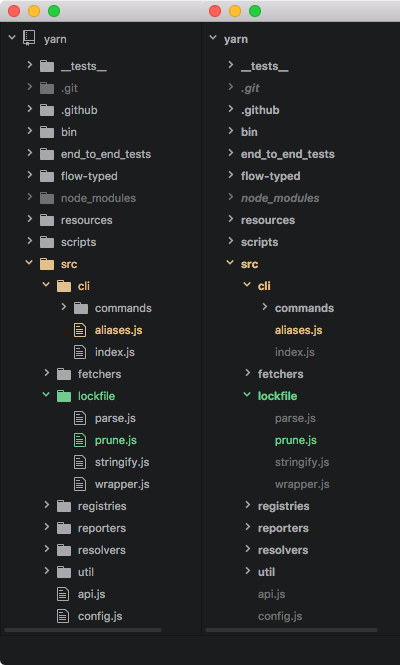 yarn
__tests__
.git
.github
bin
end_to_end_tests
flow-typed
node_modules
resources
scripts
src
cli
commands
aliases.js
index.js
fetchers
lockfile
parse.js
prune.js
stringify.js
wrapper.js
registries
reporters
resolvers
util
api.js
config.js
yarn
__tests__
.git
.github
bin
end_to_end_tests
flow-typed
node_modules
resources
scripts
src
cli
commands
aliases.js
index.js
fetchers
lockfile
parse.js
prune.js
stringify.js
wrapper.js
registries
reporters
resolvers
util
api.js
config.js